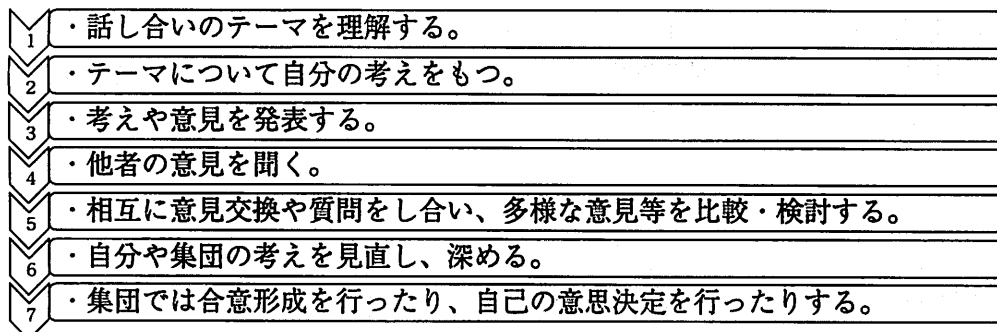 1 ・話し合いのテーマを理解する。
2 ・テーマについて自分の考えをもつ。
3 ・考えや意見を発表する。
4 ・他者の意見を聞く。
5 ・相互に意見交換や質問をし合い、多様な意見等を比較・検討する。
6 ・自分や集団の考えを見直し、深める。
7 ・集団では合意形成を行ったり、自己の意思決定を行ったりする。